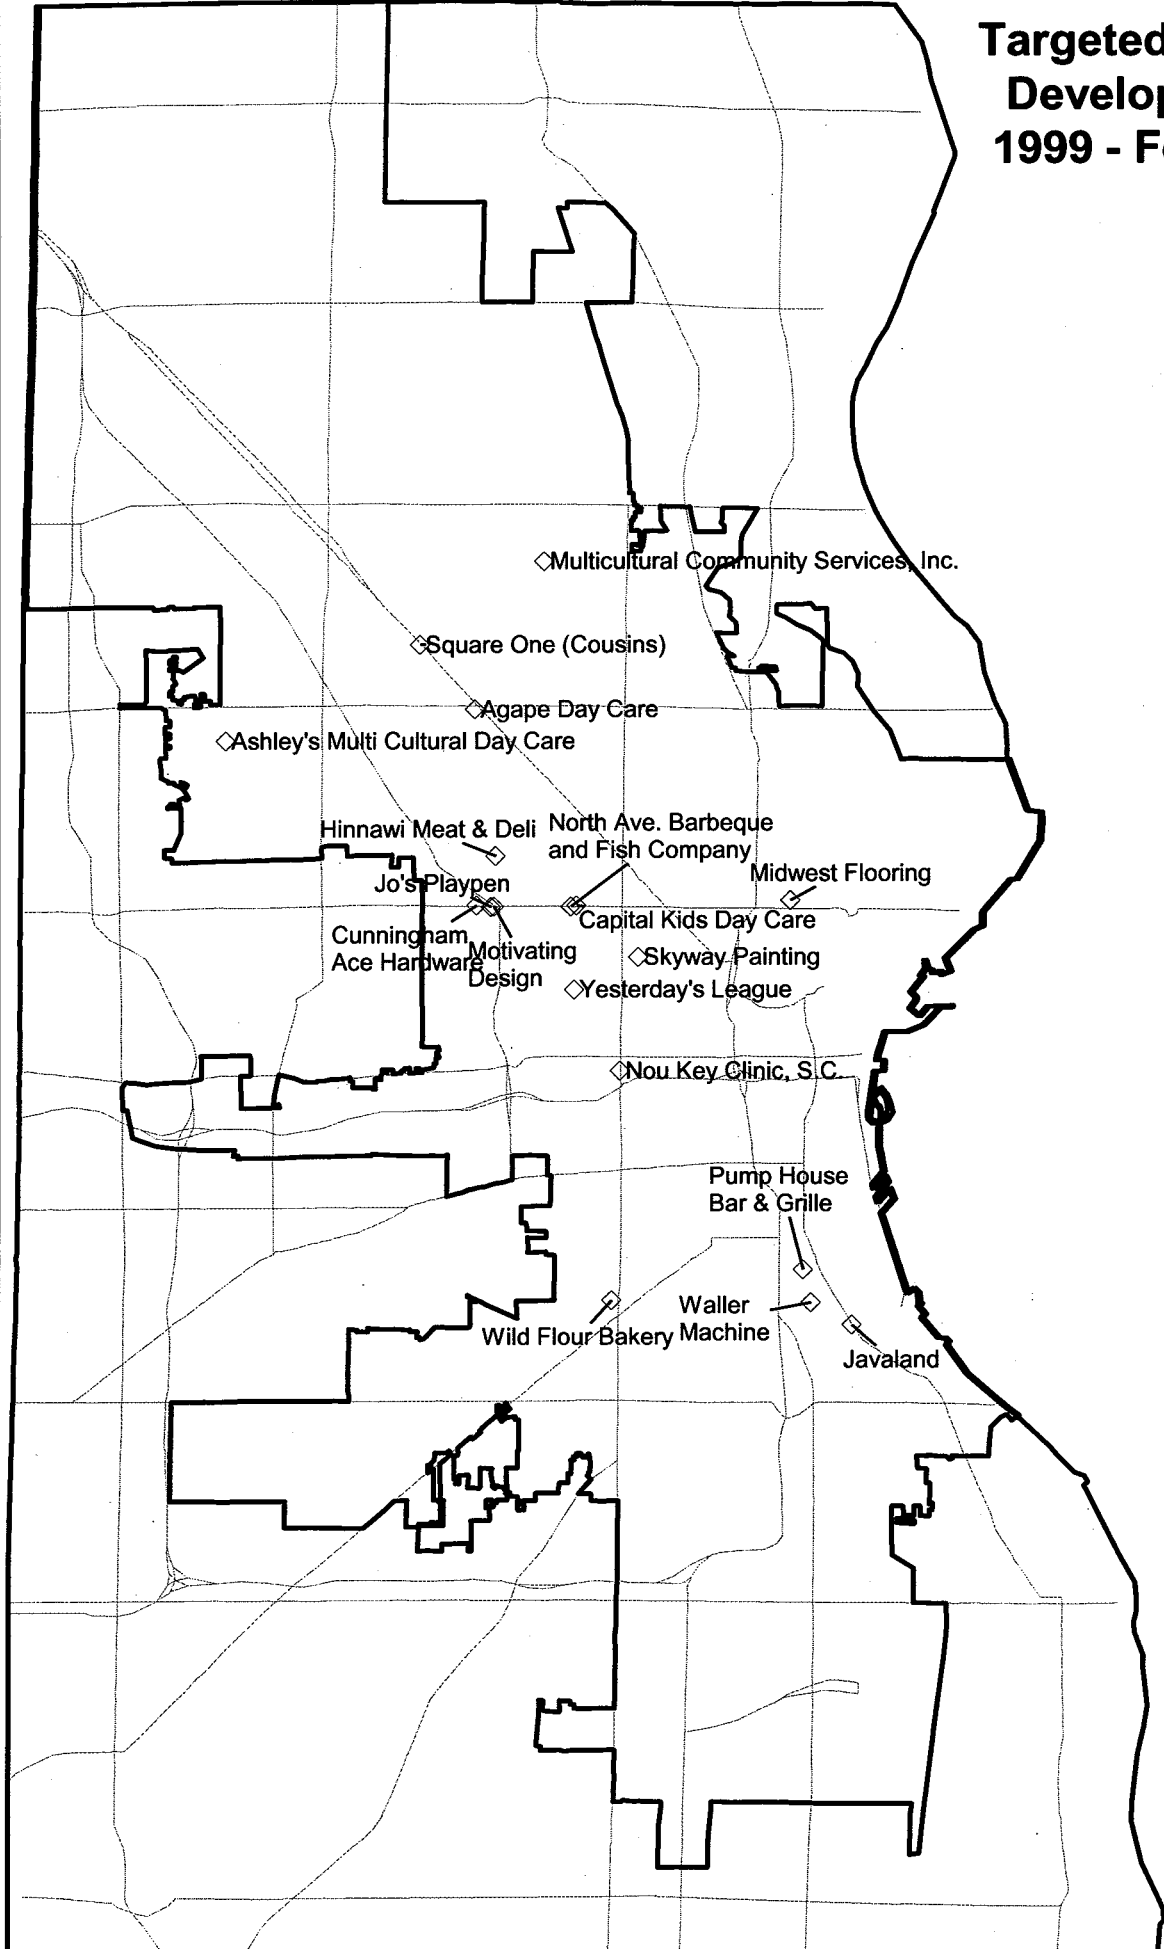 Targeted
Develop
1999 - Fe
Multicultural Community Services, Inc.
Square One (Cousins)
Agape Day Care
Ashley's Multi Cultural Day Care
Hinnawi Meat & Deli
North Ave. Barbeque
and Fish Company
Midwest Flooring
Jo's Playpen
Capital Kids Day Care
Cunningham
Ace Hardware
Motivating
Design
Skyway Painting
Yesterday's League
Nou Key Clinic, S.C.
Pump House
Bar & Grille
Waller
Machine
Wild Flour Bakery
Javaland